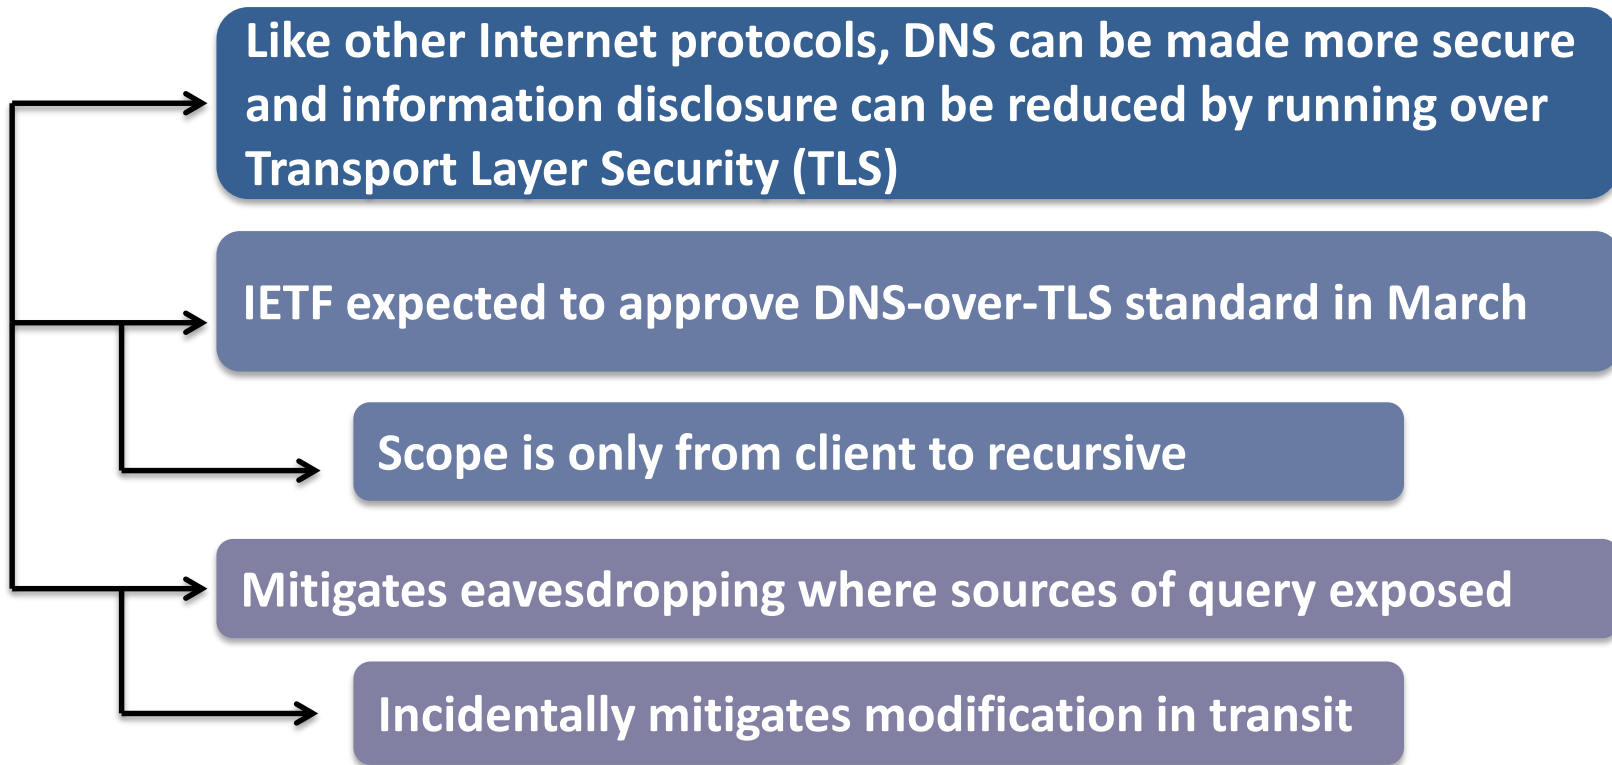 Like other Internet protocols, DNS can be made more secure
and information disclosure can be reduced by running over
Transport Layer Security (TLS)
IETF expected to approve DNS-over-TLS standard in March
Scope is only from client to recursive
Mitigates eavesdropping where sources of query exposed
Incidentally mitigates modification in transit